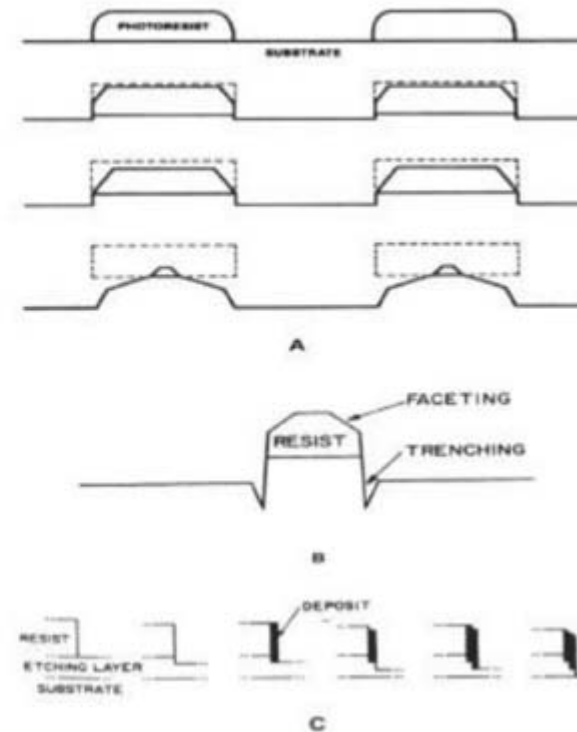 PHOTORESIST
SUBSTRATE
A
FACETING
RESIST
TRENCHING
B
DEPOSIT
RESIST
ETCHING LAYER
SUBSTRATE
C